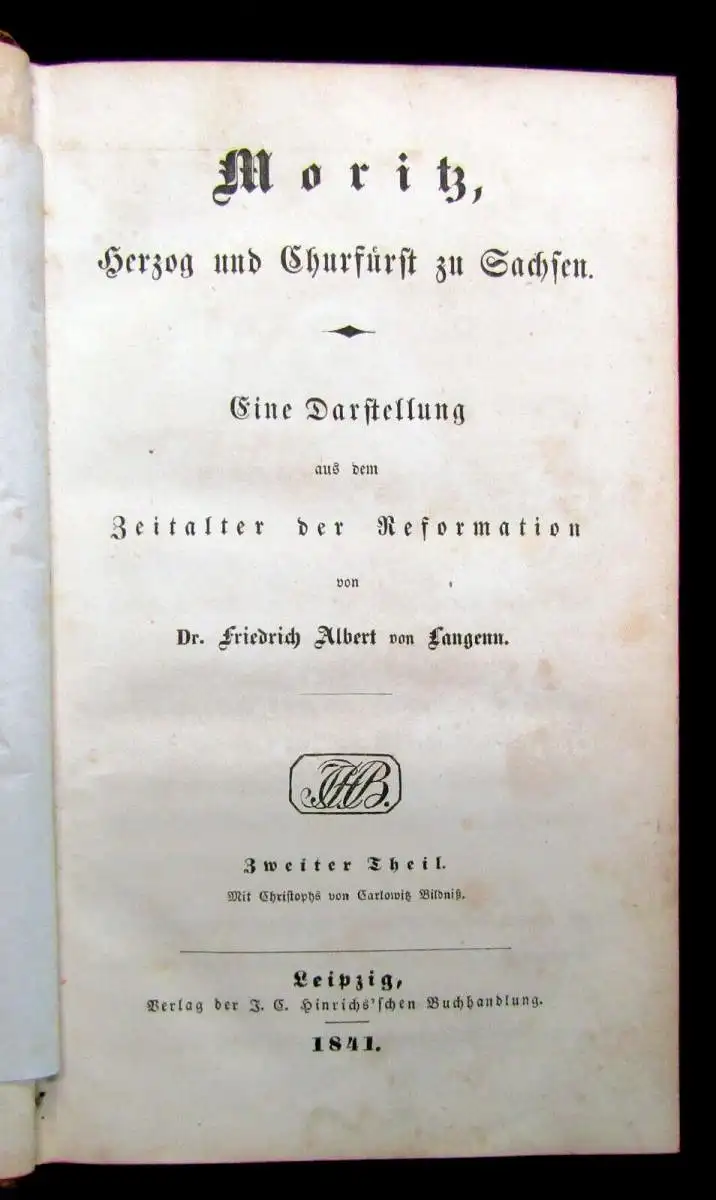 Moritz,
Herzog und Churfürst zu Sachsen.
Eine Darstellung
aus dem
Zeitalter der Reformation
von
Dr. Friedrich Albert von Langenn.
JHB.
Zweiter Theil.
Mit Christophs von Carlowitz Bildniß.
Leipzig,
Verlag der J. C. Hinrichs'schen Buchhandlung.
1841.